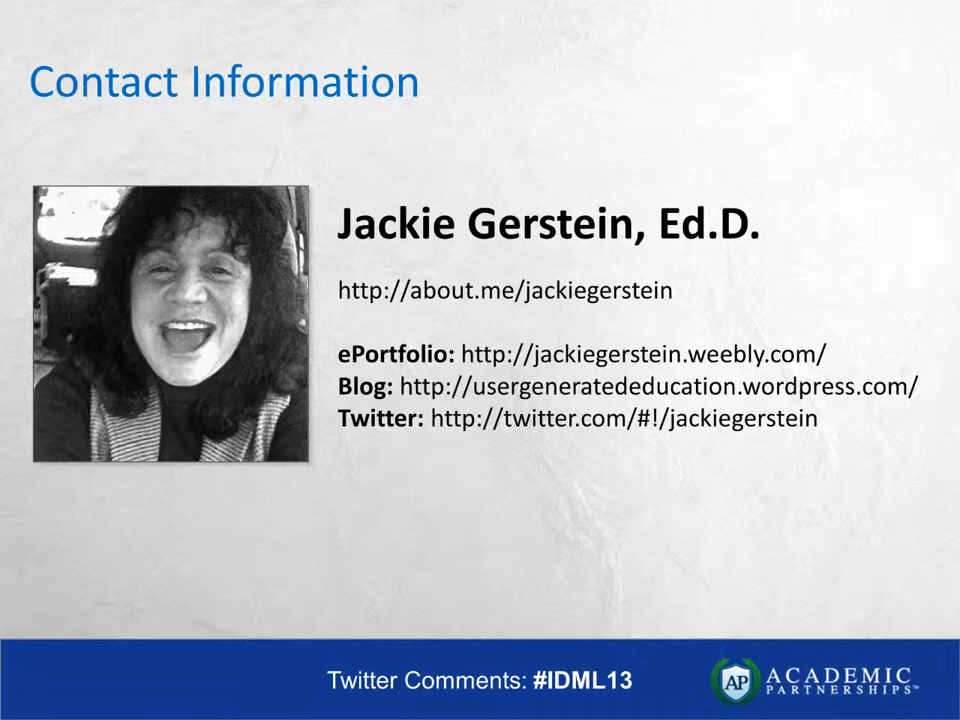 Contact Information
Jackie Gerstein, Ed.D.
http://about.me/jackiegerstein
ePortfolio: http://jackiegerstein.weebly.com/
Blog: http://usergeneratededucation.wordpress.com/
Twitter: http://twitter.com/#!/jackiegerstein
Twitter Comments: #IDML13
AP
ACADEMIC
PARTNERSHIPS™